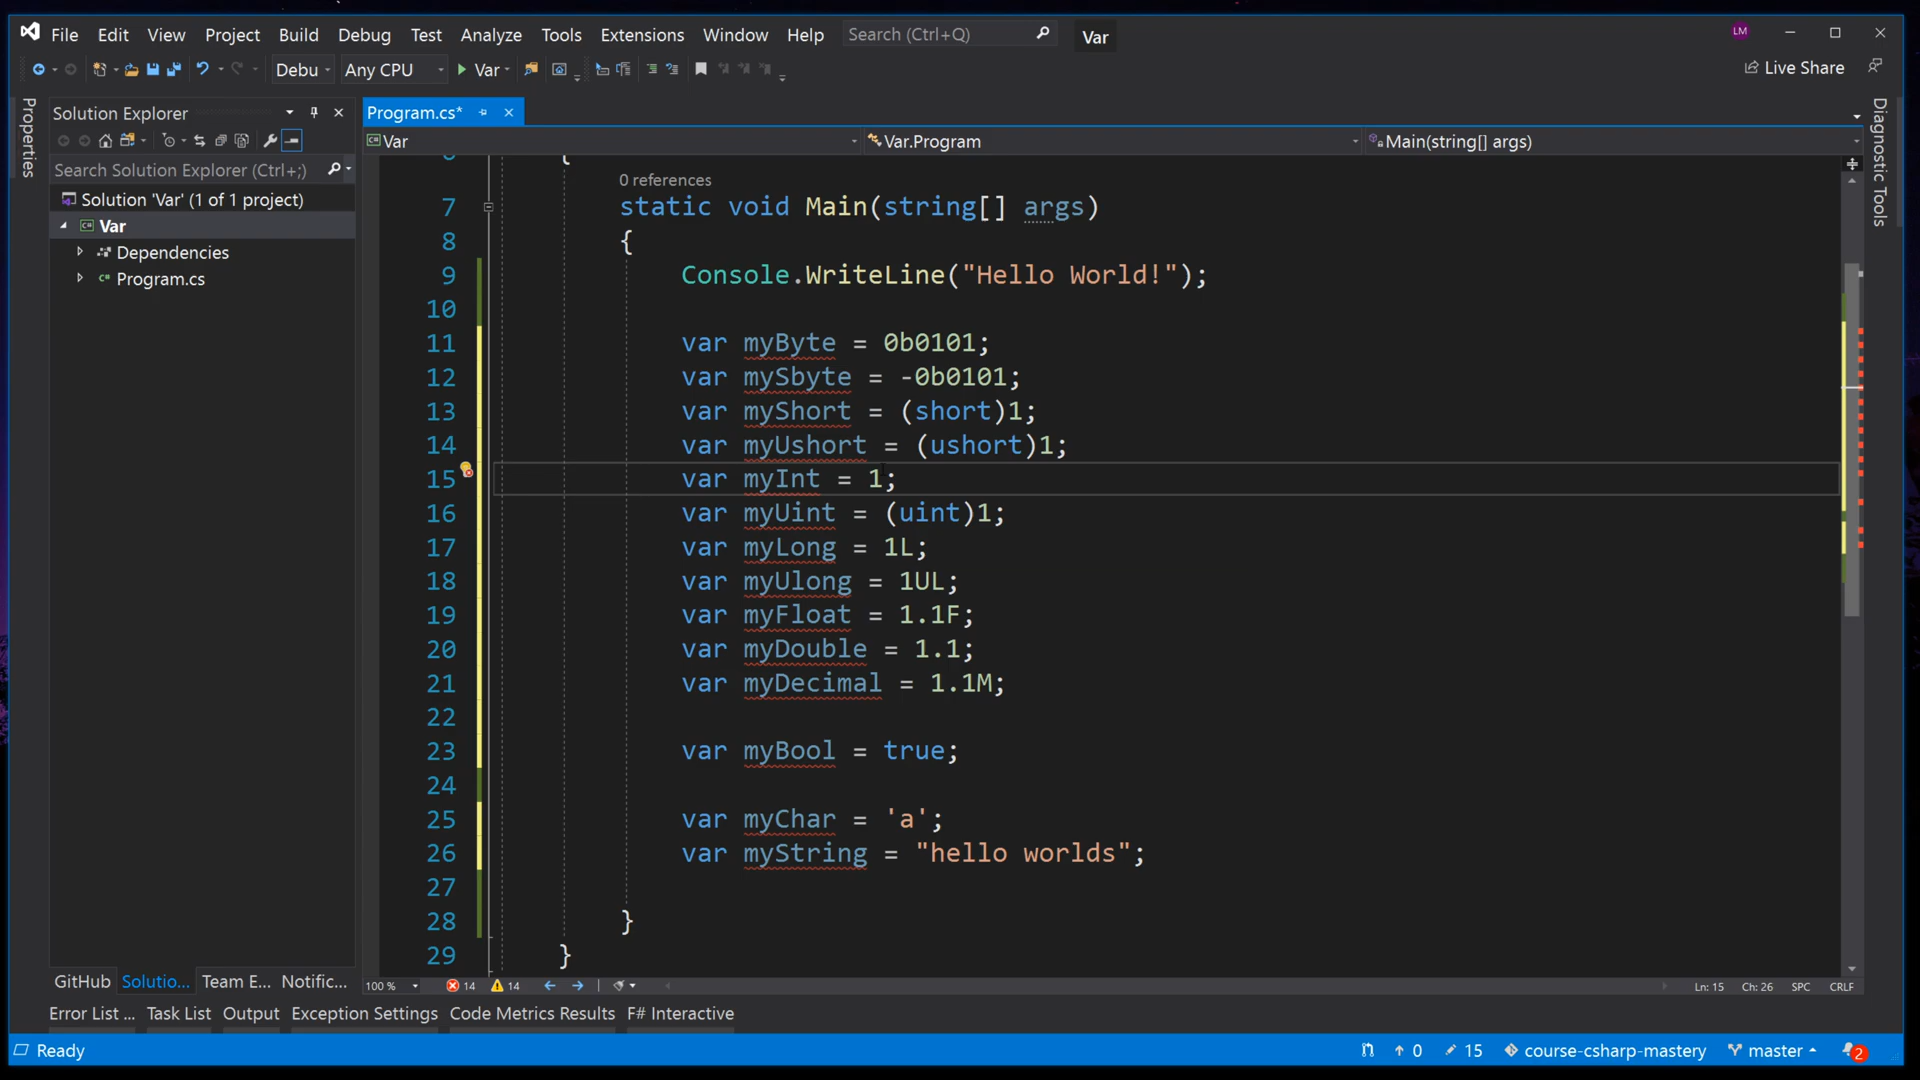 File Edit View Project Build Debug Test Analyze Tools Extensions Window Help Search (Ctrl+Q) Var LM
Debu Any CPU Var Live Share
Properties
Solution Explorer
Search Solution Explorer (Ctrl+;)
Solution 'Var' (1 of 1 project)
Var
Dependencies
Program.cs
Program.cs*
Var Var.Program Main(string[] args)
0 references
7 static void Main(string[] args)
8 {
9 Console.WriteLine("Hello World!");
10
11 var myByte = 0b0101;
12 var mySbyte = -0b0101;
13 var myShort = (short)1;
14 var myUshort = (ushort)1;
15 var myInt = 1;
16 var myUint = (uint)1;
17 var myLong = 1L;
18 var myUlong = 1UL;
19 var myFloat = 1.1F;
20 var myDouble = 1.1;
21 var myDecimal = 1.1M;
22
23 var myBool = true;
24
25 var myChar = 'a';
26 var myString = "hello worlds";
27
28 }
29 }
Diagnostic Tools
GitHub Solutio... Team E... Notific...
100 % 14 14 Ln: 15 Ch: 26 SPC CRLF
Error List ... Task List Output Exception Settings Code Metrics Results F# Interactive
Ready 0 15 course-csharp-mastery master 2